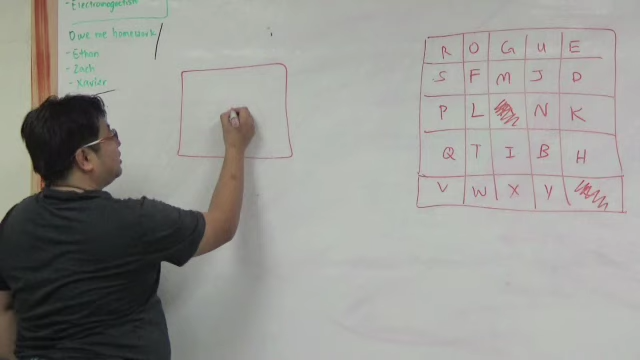 - Electromagnetism
Owe me homework
- Ethan
- Zach
- Xavier
R O G U E
S F M J D
P L N K
Q T I B H
V W X Y